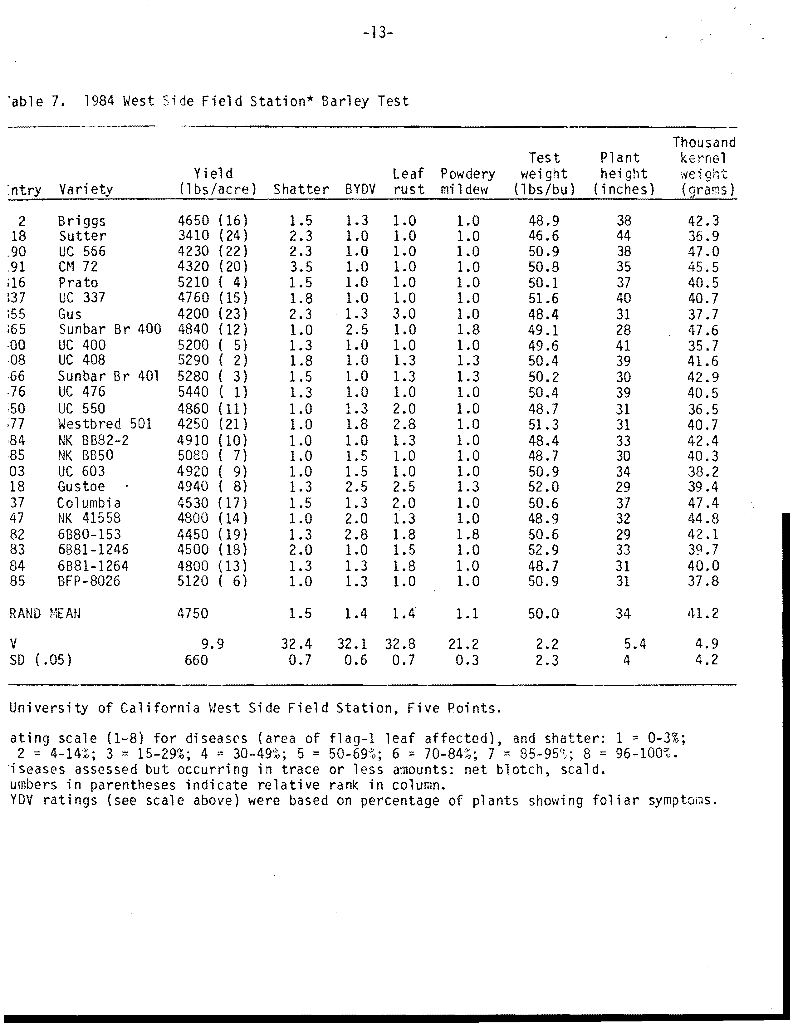 -13-
able 7. 1984 West Side Field Station* Barley Test
Thousand
Test Plant kernel
Yield Leaf Powdery weight height weight
ntry Variety (lbs/acre) Shatter BYDV rust mildew (lbs/bu) (inches) (grams)
2 Briggs 4650 (16) 1.5 1.3 1.0 1.0 48.9 38 42.3
18 Sutter 3410 (24) 2.3 1.0 1.0 1.0 46.6 44 36.9
90 UC 566 4230 (22) 2.3 1.0 1.0 1.0 50.9 38 47.0
91 CM 72 4320 (20) 3.5 1.0 1.0 1.0 50.8 35 45.5
16 Prato 5210 ( 4) 1.5 1.0 1.0 1.0 50.1 37 40.5
37 UC 337 4760 (15) 1.8 1.0 1.0 1.0 51.6 40 40.7
55 Gus 4200 (23) 2.3 1.3 3.0 1.0 48.4 31 37.7
65 Sunbar Br 400 4840 (12) 1.0 2.5 1.0 1.8 49.1 28 47.6
00 UC 400 5200 ( 5) 1.3 1.0 1.0 1.0 49.6 41 35.7
08 UC 408 5290 ( 2) 1.8 1.0 1.3 1.3 50.4 39 41.6
66 Sunbar Br 401 5280 ( 3) 1.5 1.0 1.3 1.3 50.2 30 42.9
76 UC 476 5440 ( 1) 1.3 1.0 1.0 1.0 50.4 39 40.5
50 UC 550 4860 (11) 1.0 1.3 2.0 1.0 48.7 31 36.5
77 Westbred 501 4250 (21) 1.0 1.8 2.8 1.0 51.3 31 40.7
84 NK BB82-2 4910 (10) 1.0 1.0 1.3 1.0 48.4 33 42.4
85 NK BB50 5080 ( 7) 1.0 1.5 1.0 1.0 48.7 30 40.3
03 UC 603 4920 ( 9) 1.0 1.5 1.0 1.0 50.9 34 38.2
18 Gustoe 4940 ( 8) 1.3 2.5 2.5 1.3 52.0 29 39.4
37 Columbia 4530 (17) 1.5 1.3 2.0 1.0 50.6 37 47.4
47 NK 41558 4800 (14) 1.0 2.0 1.3 1.0 48.9 32 44.8
82 6B80-153 4450 (19) 1.3 2.8 1.8 1.8 50.6 29 42.1
83 6B81-1246 4500 (18) 2.0 1.0 1.5 1.0 52.9 33 39.7
84 6B81-1264 4800 (13) 1.3 1.3 1.8 1.0 48.7 31 40.0
85 BFP-8026 5120 ( 6) 1.0 1.3 1.0 1.0 50.9 31 37.8
RAND MEAN 4750 1.5 1.4 1.4 1.1 50.0 34 41.2
V 9.9 32.4 32.1 32.8 21.2 2.2 5.4 4.9
SD (.05) 660 0.7 0.6 0.7 0.3 2.3 4 4.2
University of California West Side Field Station, Five Points.
ating scale (1-8) for diseases (area of flag-1 leaf affected), and shatter: 1 = 0-3%;
2 = 4-14%; 3 = 15-29%; 4 = 30-49%; 5 = 50-69%; 6 = 70-84%; 7 = 85-95%; 8 = 96-100%.
iseases assessed but occurring in trace or less amounts: net blotch, scald.
umbers in parentheses indicate relative rank in column.
YDV ratings (see scale above) were based on percentage of plants showing foliar symptoms.